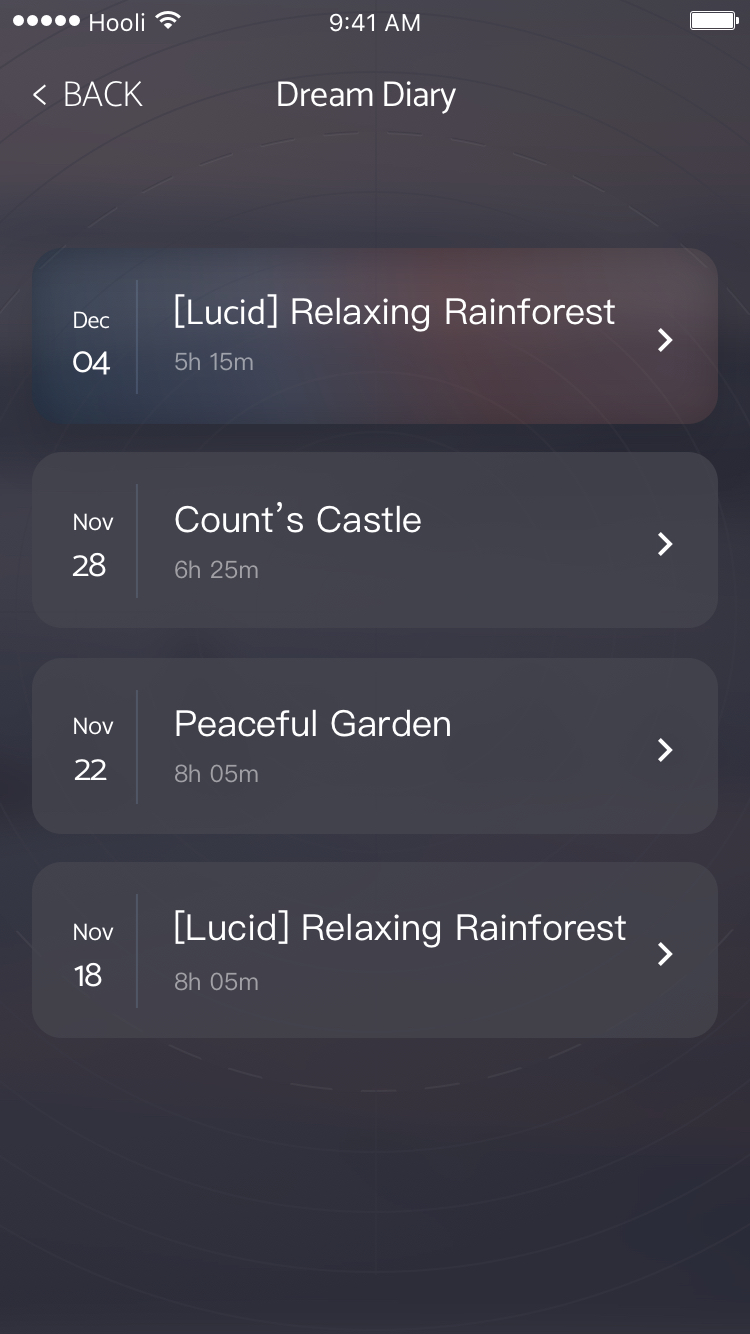 Hooli 9:41 AM
BACK Dream Diary
Dec
04
[Lucid] Relaxing Rainforest
5h 15m
Nov
28
Count’s Castle
6h 25m
Nov
22
Peaceful Garden
8h 05m
Nov
18
[Lucid] Relaxing Rainforest
8h 05m